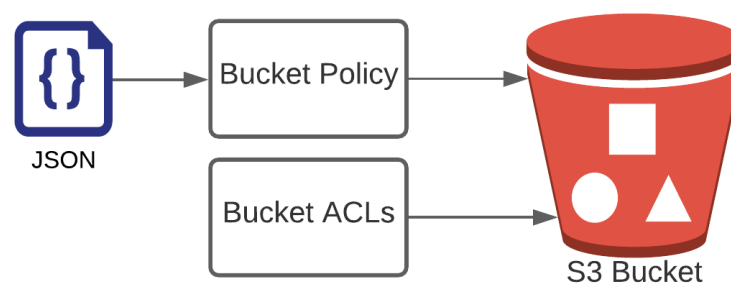 {}
JSON
Bucket Policy
Bucket ACLs
S3 Bucket